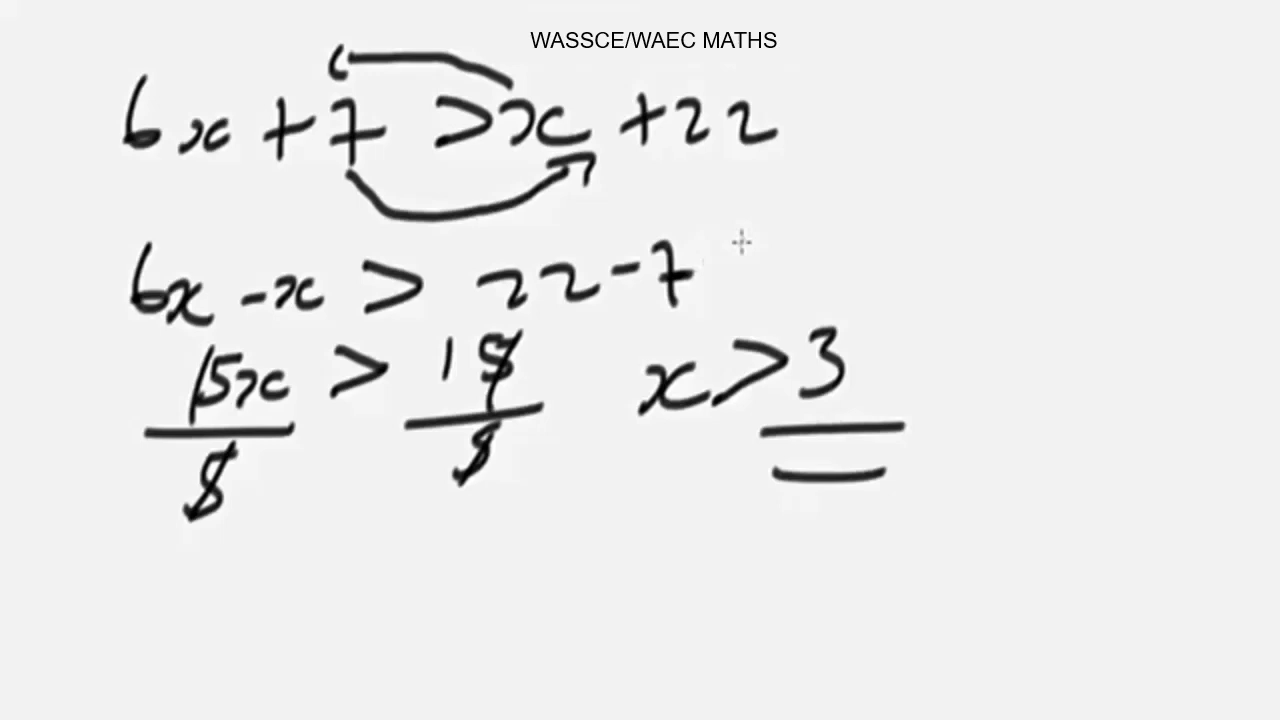 WASSCE/WAEC MATHS
6x + 7 > x + 22
6x - x > 22 - 7
5x > 15 x > 3
5 5